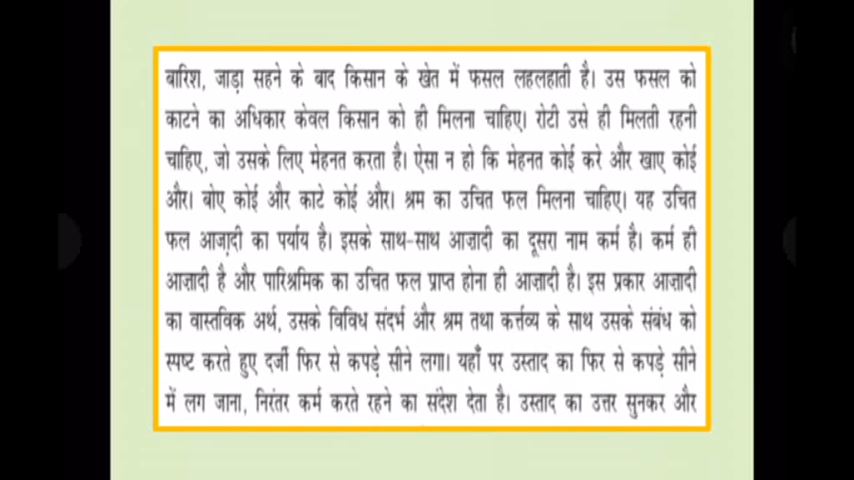 बारिश, जाड़ा सहने के बाद किसान के खेत में फसल लहलहाती है। उस फसल को
काटने का अधिकार केवल किसान को ही मिलना चाहिए। रोटी उसे ही मिलती रहनी
चाहिए, जो उसके लिए मेहनत करता है। ऐसा न हो कि मेहनत कोई करे और खाए कोई
और। बोए कोई और काटे कोई और। श्रम का उचित फल मिलना चाहिए। यह उचित
फल आज़ादी का पर्याय है। इसके साथ-साथ आज़ादी का दूसरा नाम कर्म है। कर्म ही
आज़ादी है और पारिश्रमिक का उचित फल प्राप्त होना ही आज़ादी है। इस प्रकार आज़ादी
का वास्तविक अर्थ, उसके विविध संदर्भ और श्रम तथा कर्त्तव्य के साथ उसके संबंध को
स्पष्ट करते हुए दर्जी फिर से कपड़े सीने लगा। यहाँ पर उस्ताद का फिर से कपड़े सीने
में लग जाना, निरंतर कर्म करते रहने का संदेश देता है। उस्ताद का उत्तर सुनकर और